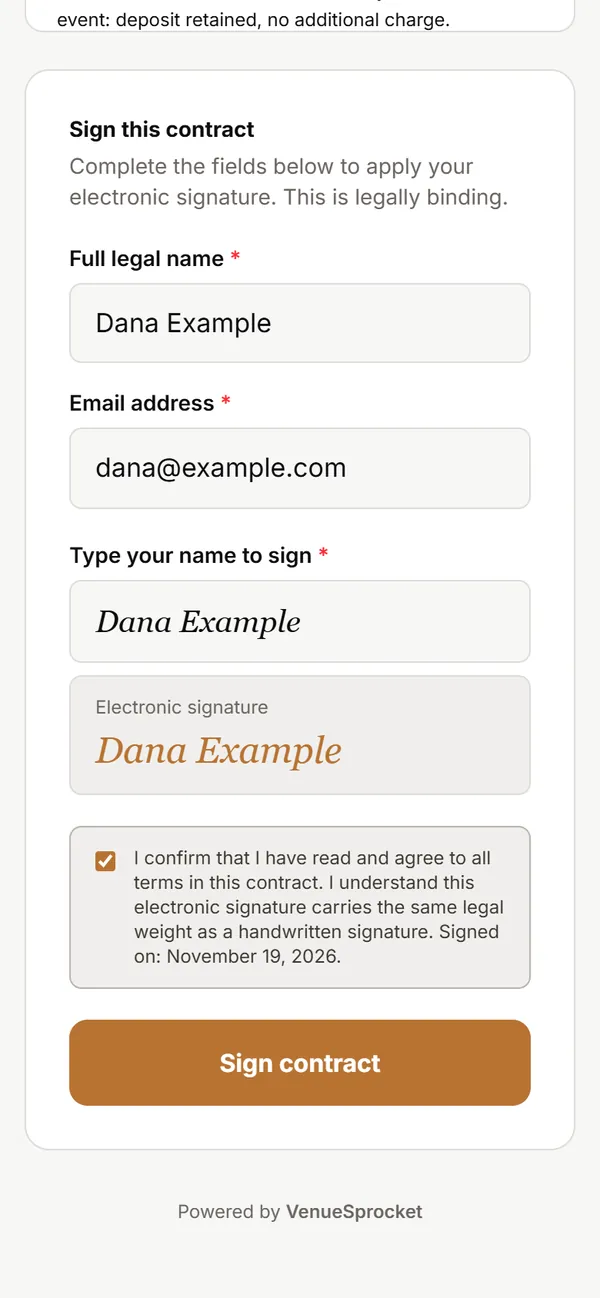 event: deposit retained, no additional charge.
Sign this contract
Complete the fields below to apply your
electronic signature. This is legally binding.
Full legal name *
Dana Example
Email address *
dana@example.com
Type your name to sign *
Dana Example
Electronic signature
Dana Example
I confirm that I have read and agree to all
terms in this contract. I understand this
electronic signature carries the same legal
weight as a handwritten signature. Signed
on: November 19, 2026.
Sign contract
Powered by VenueSprocket